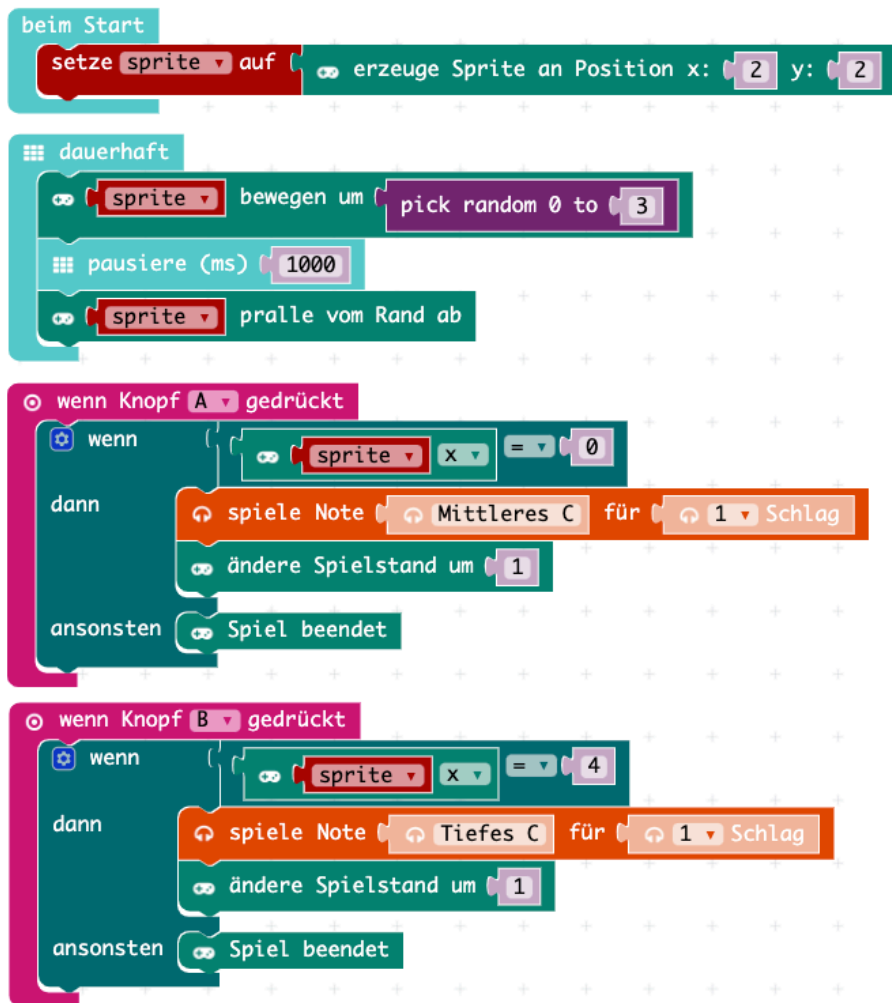 beim Start
setze sprite auf erzeuge Sprite an Position x: 2 y: 2
dauerhaft
sprite bewegen um pick random 0 to 3
pausiere (ms) 1000
sprite pralle vom Rand ab
wenn Knopf A gedrückt
wenn sprite x = 0
dann spiele Note Mittleres C für 1 Schlag
ändere Spielstand um 1
ansonsten Spiel beendet
wenn Knopf B gedrückt
wenn sprite x = 4
dann spiele Note Tiefes C für 1 Schlag
ändere Spielstand um 1
ansonsten Spiel beendet